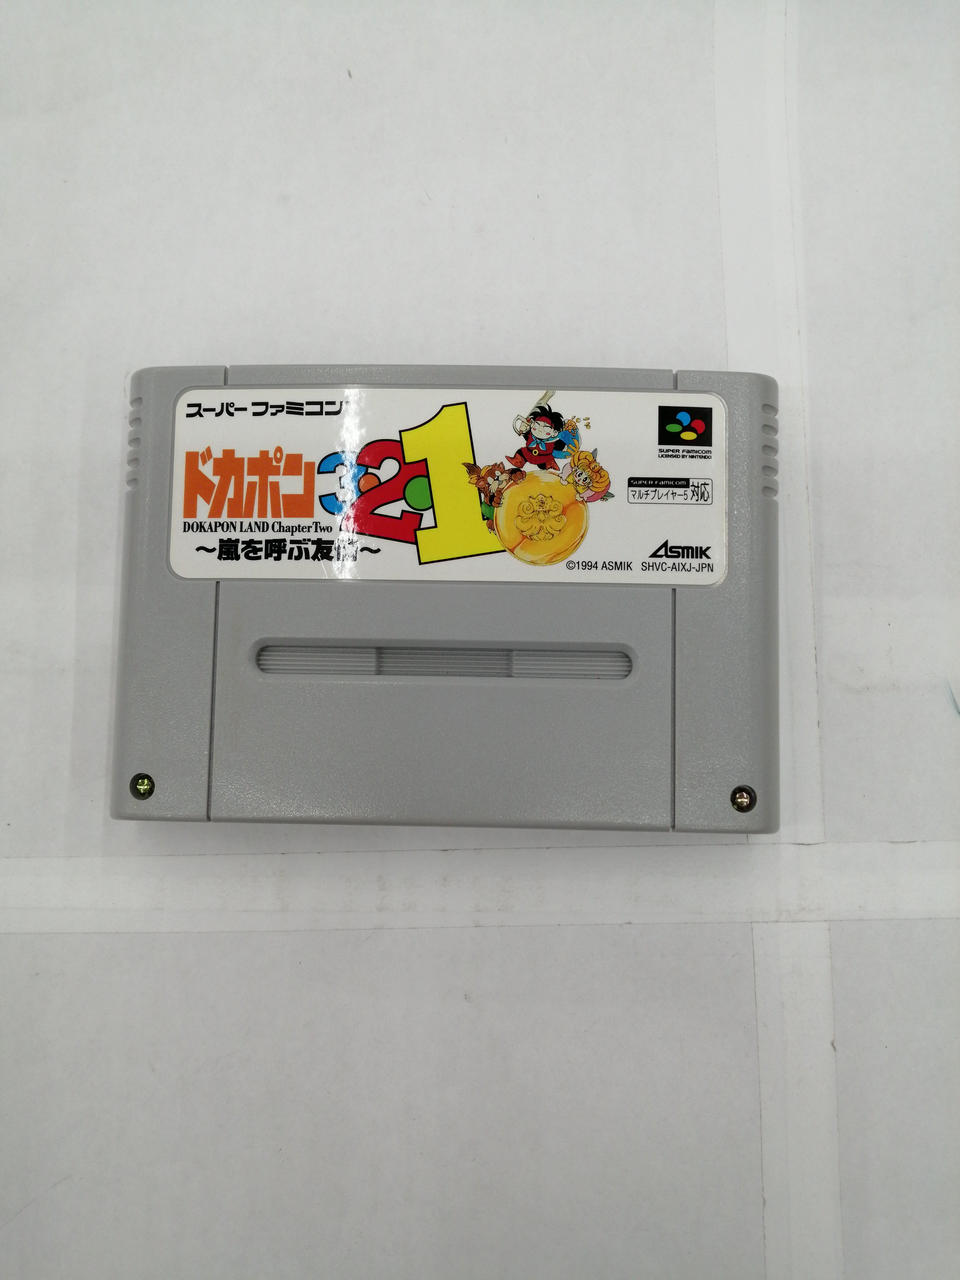 スーパーファミコン
ドカポン3・2・1
DOKAPON LAND Chapter Two
〜嵐を呼ぶ友情〜
SUPER FAMICOM
LICENSED BY NINTENDO
SUPER FAMICOM
マルチプレイヤー5 対応
ASMIK
©1994 ASMIK SHVC-AIXJ-JPN